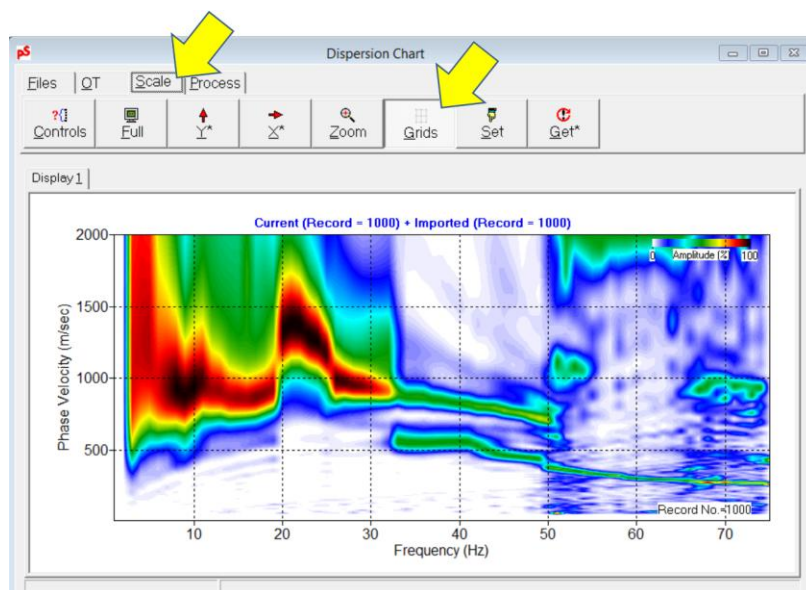 pS Dispersion Chart
Files OT Scale Process
?{} Controls Full Y* X* Zoom Grids Set Get*
Display 1
Current (Record = 1000) + Imported (Record = 1000)
0 Amplitude (%) 100
2000
1500
1000
500
Phase Velocity (m/sec)
Record No.=1000
10 20 30 40 50 60 70
Frequency (Hz)